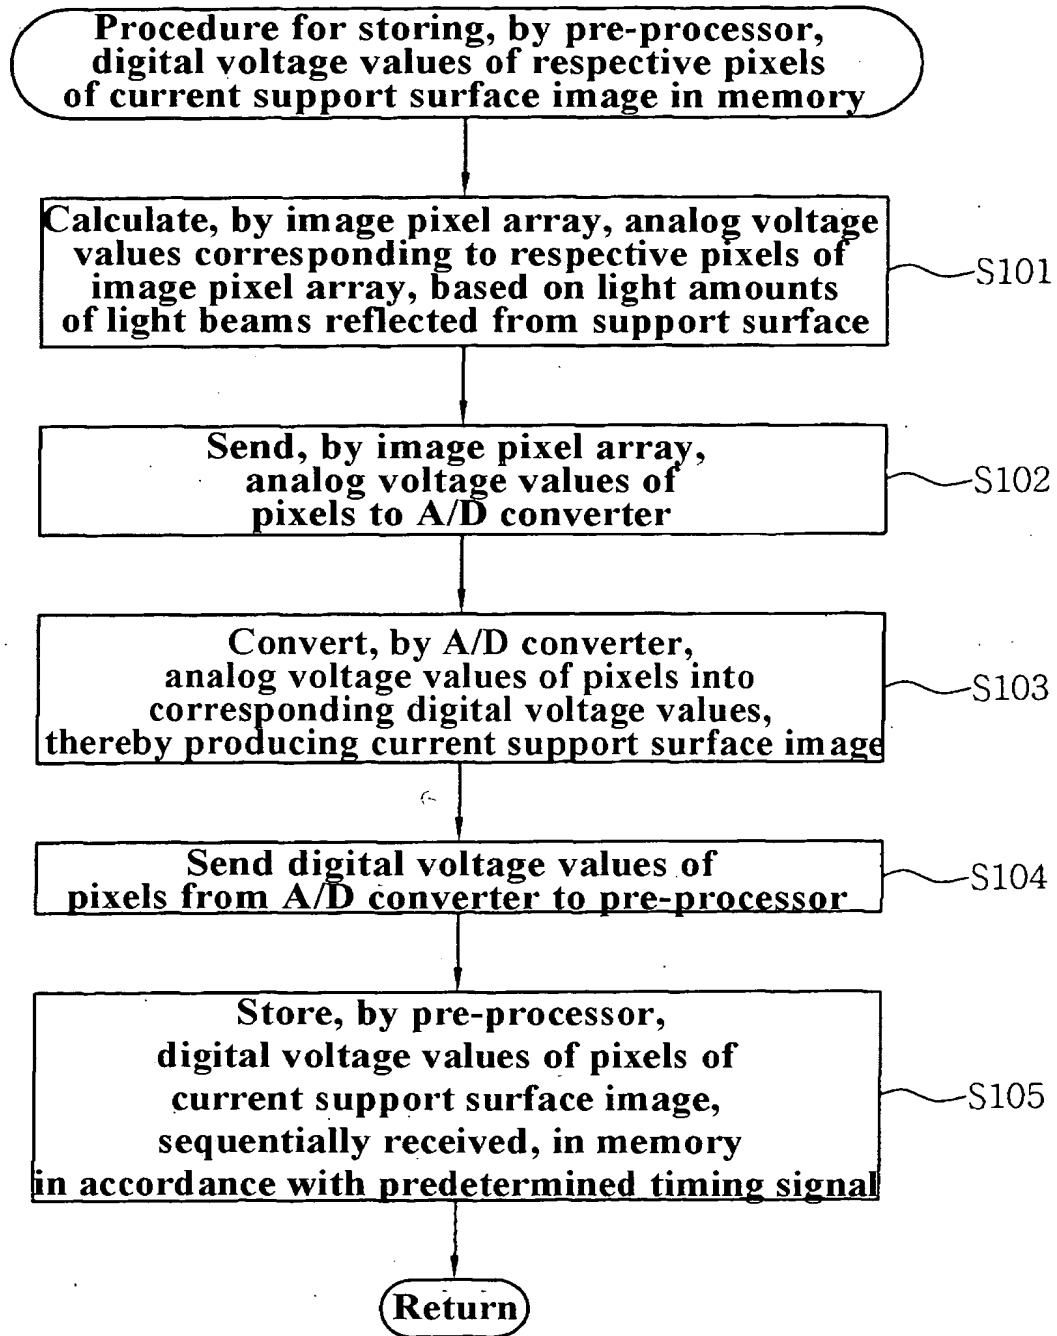 Procedure for storing, by pre-processor,
digital voltage values of respective pixels
of current support surface image in memory
Calculate, by image pixel array, analog voltage
values corresponding to respective pixels of
image pixel array, based on light amounts
of light beams reflected from support surface
S101
Send, by image pixel array,
analog voltage values of
pixels to A/D converter
S102
Convert, by A/D converter,
analog voltage values of pixels into
corresponding digital voltage values,
thereby producing current support surface image
S103
Send digital voltage values of
pixels from A/D converter to pre-processor
S104
Store, by pre-processor,
digital voltage values of pixels of
current support surface image,
sequentially received, in memory
in accordance with predetermined timing signal
S105
Return